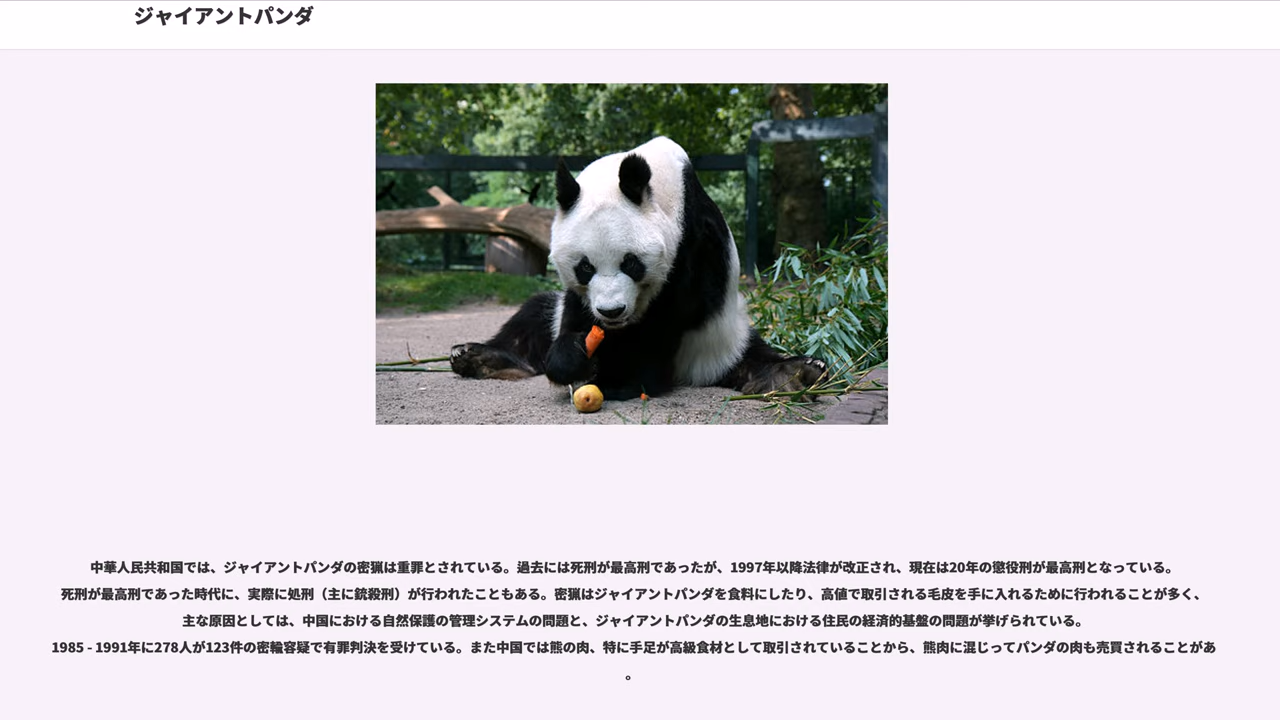 ジャイアントパンダ
中華人民共和国では、ジャイアントパンダの密猟は重罪とされている。過去には死刑が最高刑であったが、1997年以降法律が改正され、現在は20年の懲役刑が最高刑となっている。
死刑が最高刑であった時代に、実際に処刑（主に銃殺刑）が行われたこともある。密猟はジャイアントパンダを食料にしたり、高値で取引される毛皮を手に入れるために行われることが多く、
主な原因としては、中国における自然保護の管理システムの問題と、ジャイアントパンダの生息地における住民の経済的基盤の問題が挙げられている。
1985 - 1991年に278人が123件の密輸容疑で有罪判決を受けている。また中国では熊の肉、特に手足が高級食材として取引されていることから、熊肉に混じってパンダの肉も売買されることがあ
。